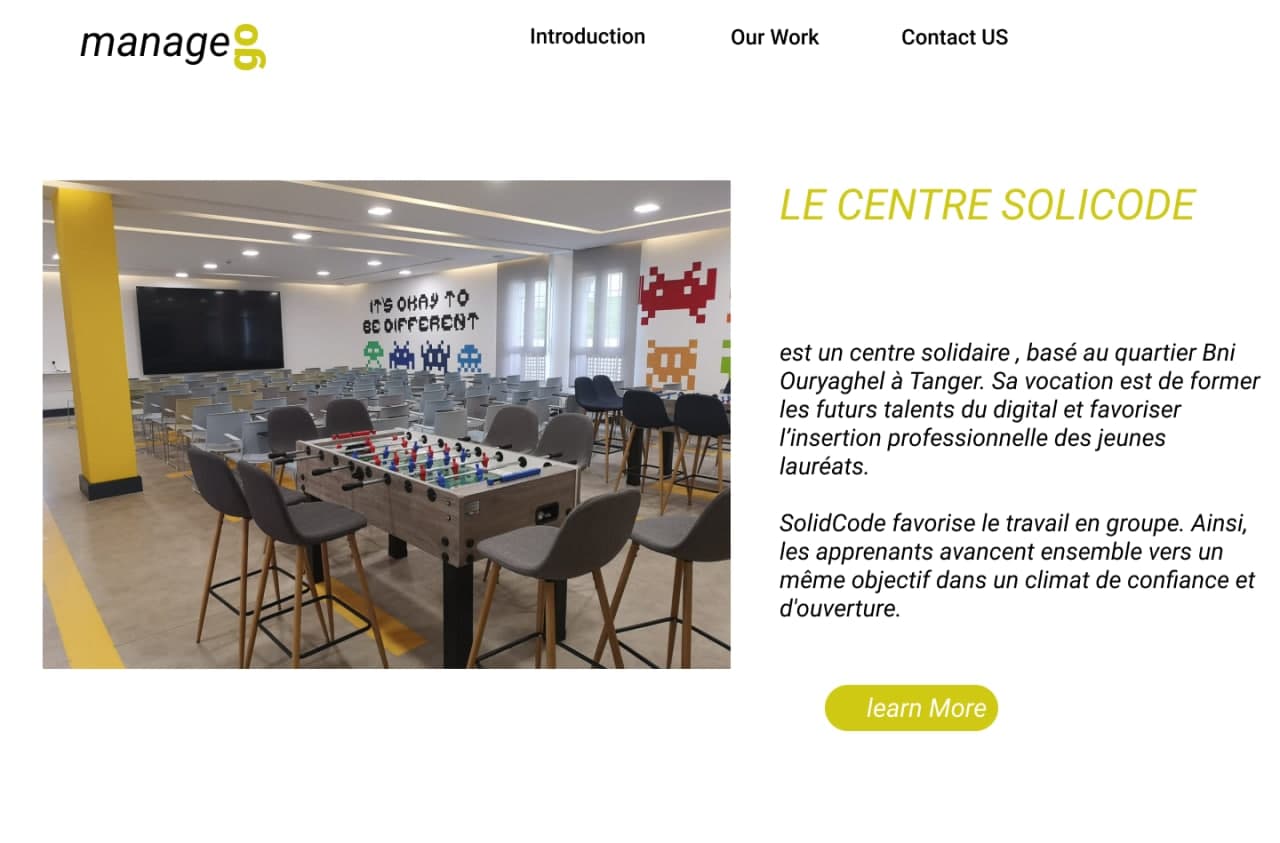 manage go
Introduction
Our Work
Contact US
LE CENTRE SOLICODE
IT'S OKAY TO
BE DIFFERENT
est un centre solidaire , basé au quartier Bni
Ouryaghel à Tanger. Sa vocation est de former
les futurs talents du digital et favoriser
l’insertion professionnelle des jeunes
lauréats.
SolidCode favorise le travail en groupe. Ainsi,
les apprenants avancent ensemble vers un
même objectif dans un climat de confiance et
d'ouverture.
learn More